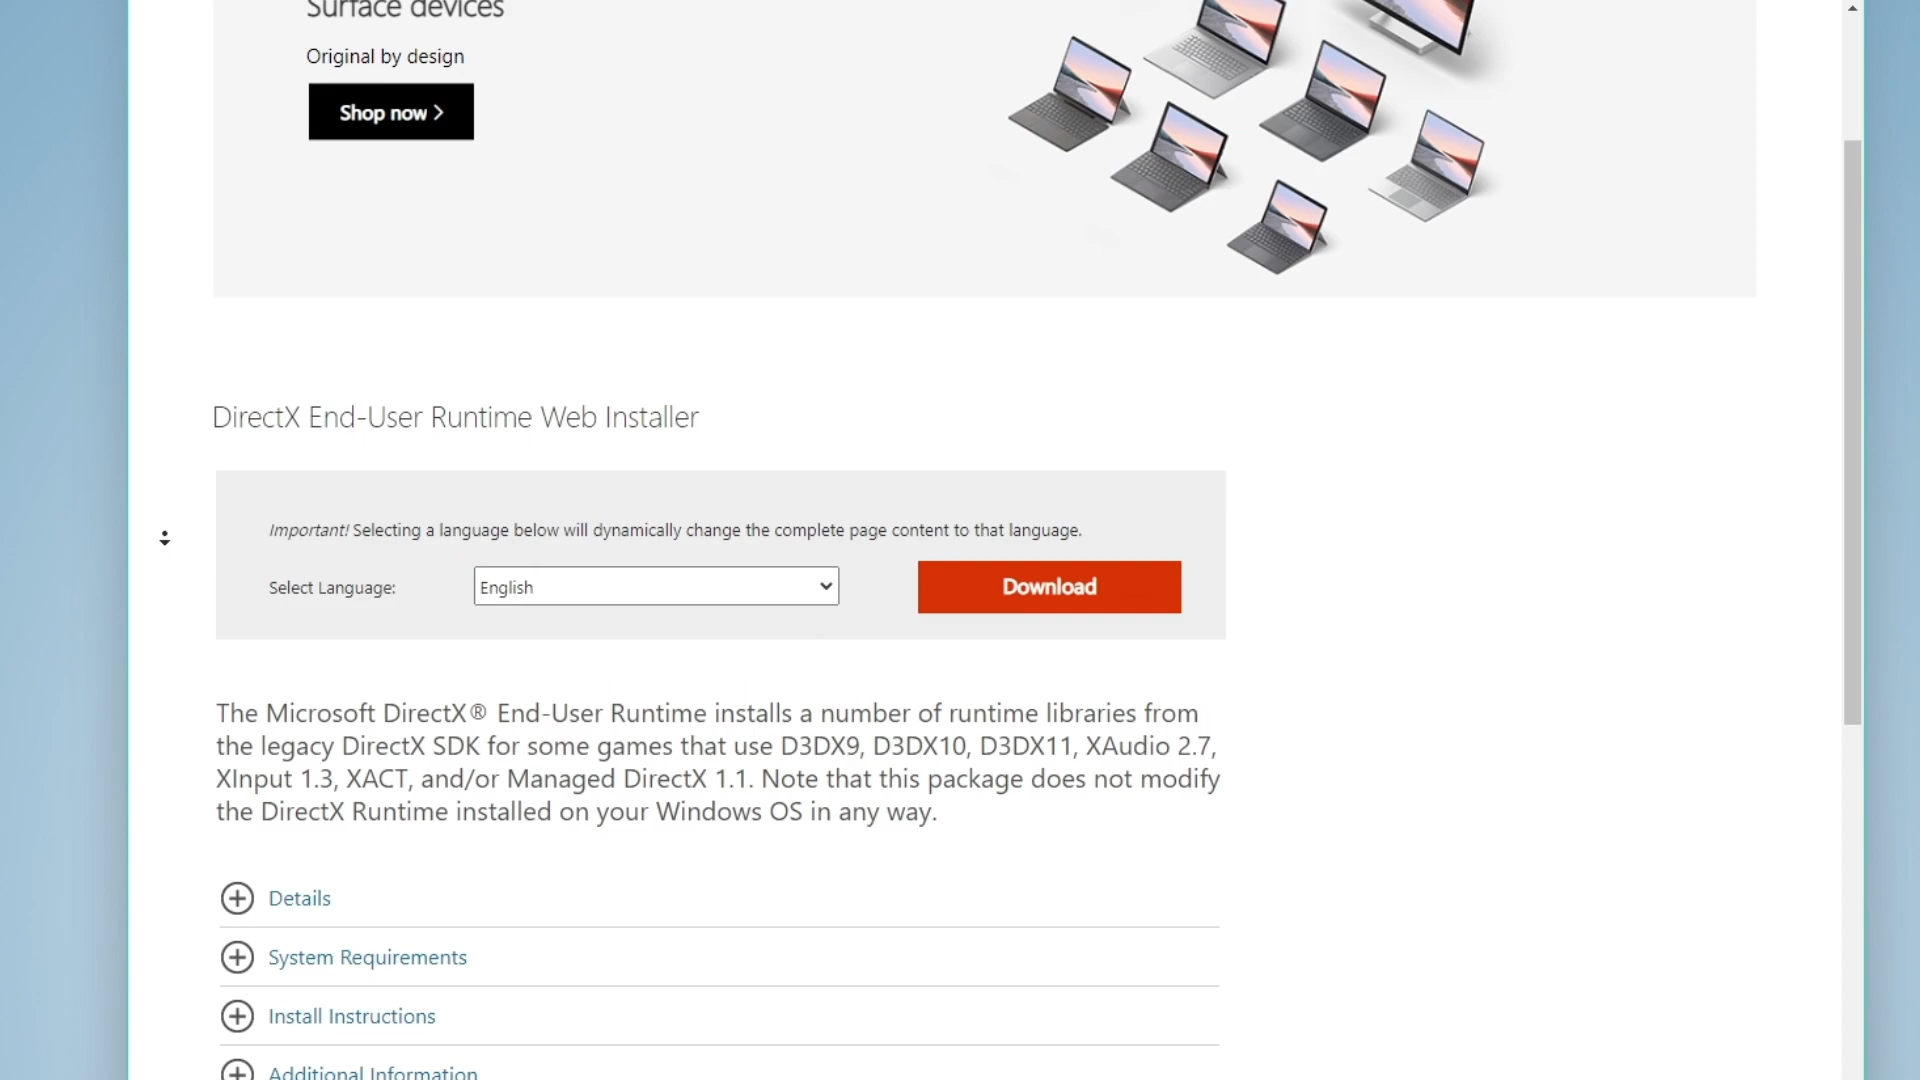 Surface devices
Original by design
Shop now >
DirectX End-User Runtime Web Installer
Important! Selecting a language below will dynamically change the complete page content to that language.
Select Language:
English
Download
The Microsoft DirectX® End-User Runtime installs a number of runtime libraries from
the legacy DirectX SDK for some games that use D3DX9, D3DX10, D3DX11, XAudio 2.7,
XInput 1.3, XACT, and/or Managed DirectX 1.1. Note that this package does not modify
the DirectX Runtime installed on your Windows OS in any way.
Details
System Requirements
Install Instructions
Additional Information